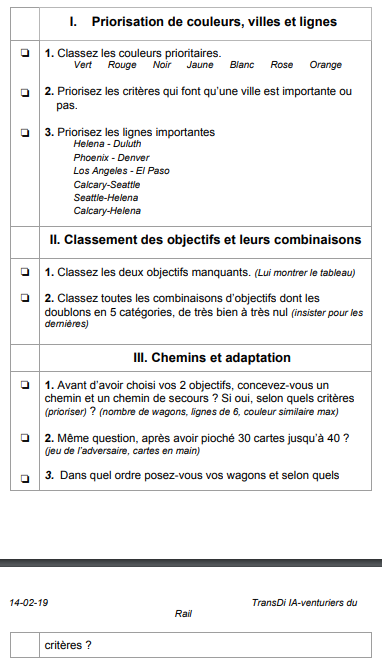 I. Priorisation de couleurs, villes et lignes
1. Classez les couleurs prioritaires.
Vert Rouge Noir Jaune Blanc Rose Orange
2. Priorisez les critères qui font qu'une ville est importante ou
pas.
3. Priorisez les lignes importantes
Helena - Duluth
Phoenix - Denver
Los Angeles - El Paso
Calcary-Seattle
Seattle-Helena
Calcary-Helena
II. Classement des objectifs et leurs combinaisons
1. Classez les deux objectifs manquants. (Lui montrer le tableau)
2. Classez toutes les combinaisons d'objectifs dont les
doublons en 5 catégories, de très bien à très nul (insister pour les
dernières)
III. Chemins et adaptation
1. Avant d'avoir choisi vos 2 objectifs, concevez-vous un
chemin et un chemin de secours ? Si oui, selon quels critères
(prioriser) ? (nombre de wagons, lignes de 6, couleur similaire max)
2. Même question, après avoir pioché 30 cartes jusqu'à 40 ?
(jeu de l'adversaire, cartes en main)
3. Dans quel ordre posez-vous vos wagons et selon quels
14-02-19 TransDi IA-venturiers du
Rail
critères ?